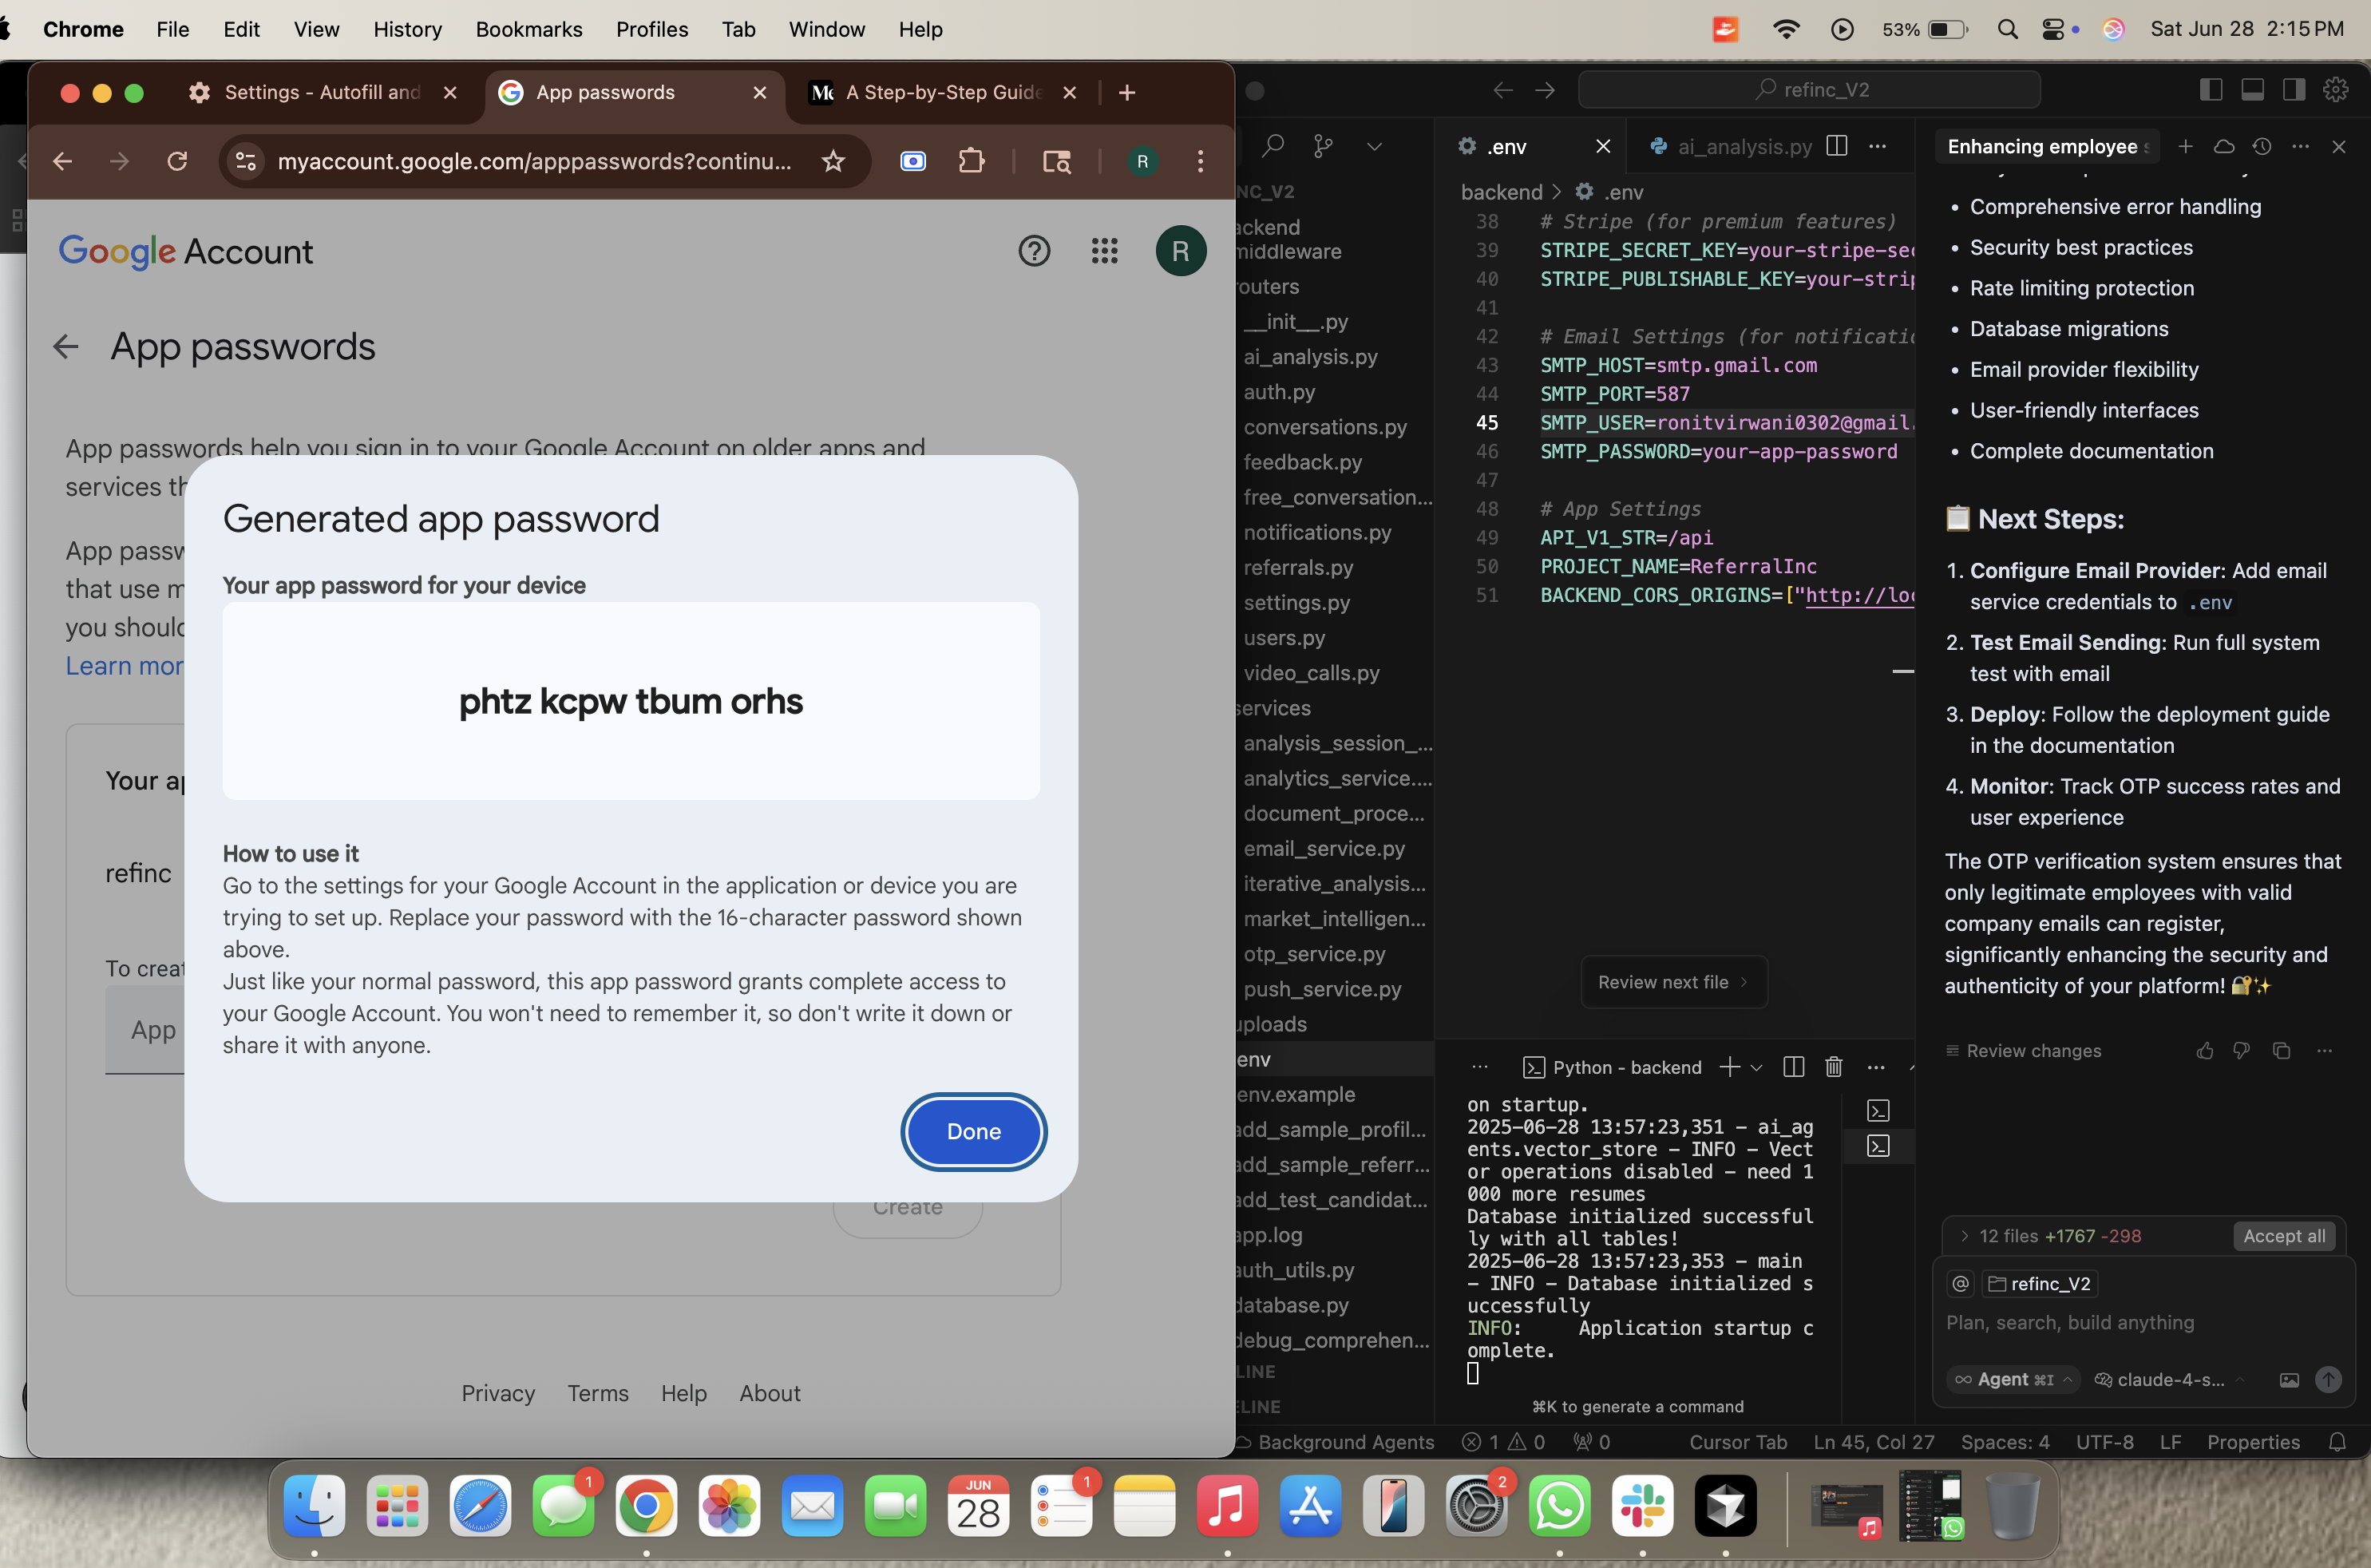 Chrome File Edit View History Bookmarks Profiles Tab Window Help
53% Sat Jun 28 2:15 PM
Settings - Autofill and
App passwords
A Step-by-Step Guide
myaccount.google.com/apppasswords?continu...
R
Google Account
R
App passwords
App passwords help you sign in to your Google Account on older apps and
services th
App passw
that use m
you should
Learn mor
Your ap
refinc
To creat
App
Create
Generated app password
Your app password for your device
phtz kcpw tbum orhs
How to use it
Go to the settings for your Google Account in the application or device you are
trying to set up. Replace your password with the 16-character password shown
above.
Just like your normal password, this app password grants complete access to
your Google Account. You won't need to remember it, so don't write it down or
share it with anyone.
Done
Privacy Terms Help About
refinc_V2
NC_V2
ackend
middleware
routers
__init__.py
ai_analysis.py
auth.py
conversations.py
feedback.py
free_conversation...
notifications.py
referrals.py
settings.py
users.py
video_calls.py
services
analysis_session_...
analytics_service....
document_proce...
email_service.py
iterative_analysis...
market_intelligen...
otp_service.py
push_service.py
uploads
env
env.example
add_sample_profil...
add_sample_referr...
add_test_candidat...
app.log
auth_utils.py
database.py
debug_comprehen...
LINE
ELINE
.env
ai_analysis.py
backend > .env
38 # Stripe (for premium features)
39 STRIPE_SECRET_KEY=your-stripe-sec
40 STRIPE_PUBLISHABLE_KEY=your-strip
41
42 # Email Settings (for notificatio
43 SMTP_HOST=smtp.gmail.com
44 SMTP_PORT=587
45 SMTP_USER=ronitvirwani0302@gmail.
46 SMTP_PASSWORD=your-app-password
47
48 # App Settings
49 API_V1_STR=/api
50 PROJECT_NAME=ReferralInc
51 BACKEND_CORS_ORIGINS=["http://loc
Review next file
Python - backend
on startup.
2025-06-28 13:57:23,351 - ai_ag
ents.vector_store - INFO - Vect
or operations disabled - need 1
000 more resumes
Database initialized successful
ly with all tables!
2025-06-28 13:57:23,353 - main
- INFO - Database initialized s
uccessfully
INFO: Application startup c
omplete.
⌘K to generate a command
Enhancing employee s
• Comprehensive error handling
• Security best practices
• Rate limiting protection
• Database migrations
• Email provider flexibility
• User-friendly interfaces
• Complete documentation
📋 Next Steps:
1. Configure Email Provider: Add email
service credentials to .env
2. Test Email Sending: Run full system
test with email
3. Deploy: Follow the deployment guide
in the documentation
4. Monitor: Track OTP success rates and
user experience
The OTP verification system ensures that
only legitimate employees with valid
company emails can register,
significantly enhancing the security and
authenticity of your platform! 🔐✨
Review changes
12 files +1767 -298
Accept all
@ refinc_V2
Plan, search, build anything
∞ Agent ⌘I
claude-4-s...
Background Agents 1 0 0 Cursor Tab Ln 45, Col 27 Spaces: 4 UTF-8 LF Properties
1
JUN
28
1
2